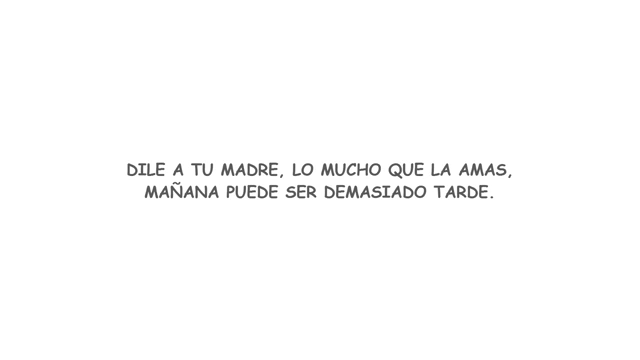 DILE A TU MADRE, LO MUCHO QUE LA AMAS,
MAÑANA PUEDE SER DEMASIADO TARDE.